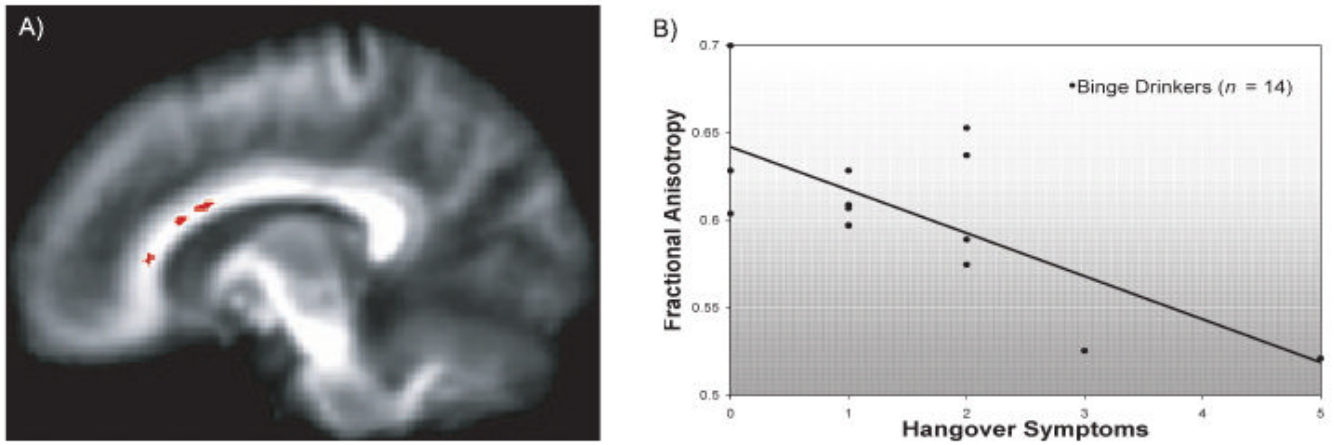 A)
B)
0.7
0.65
0.6
0.55
0.5
Fractional Anisotropy
•Binge Drinkers (n = 14)
0 1 2 3 4 5
Hangover Symptoms